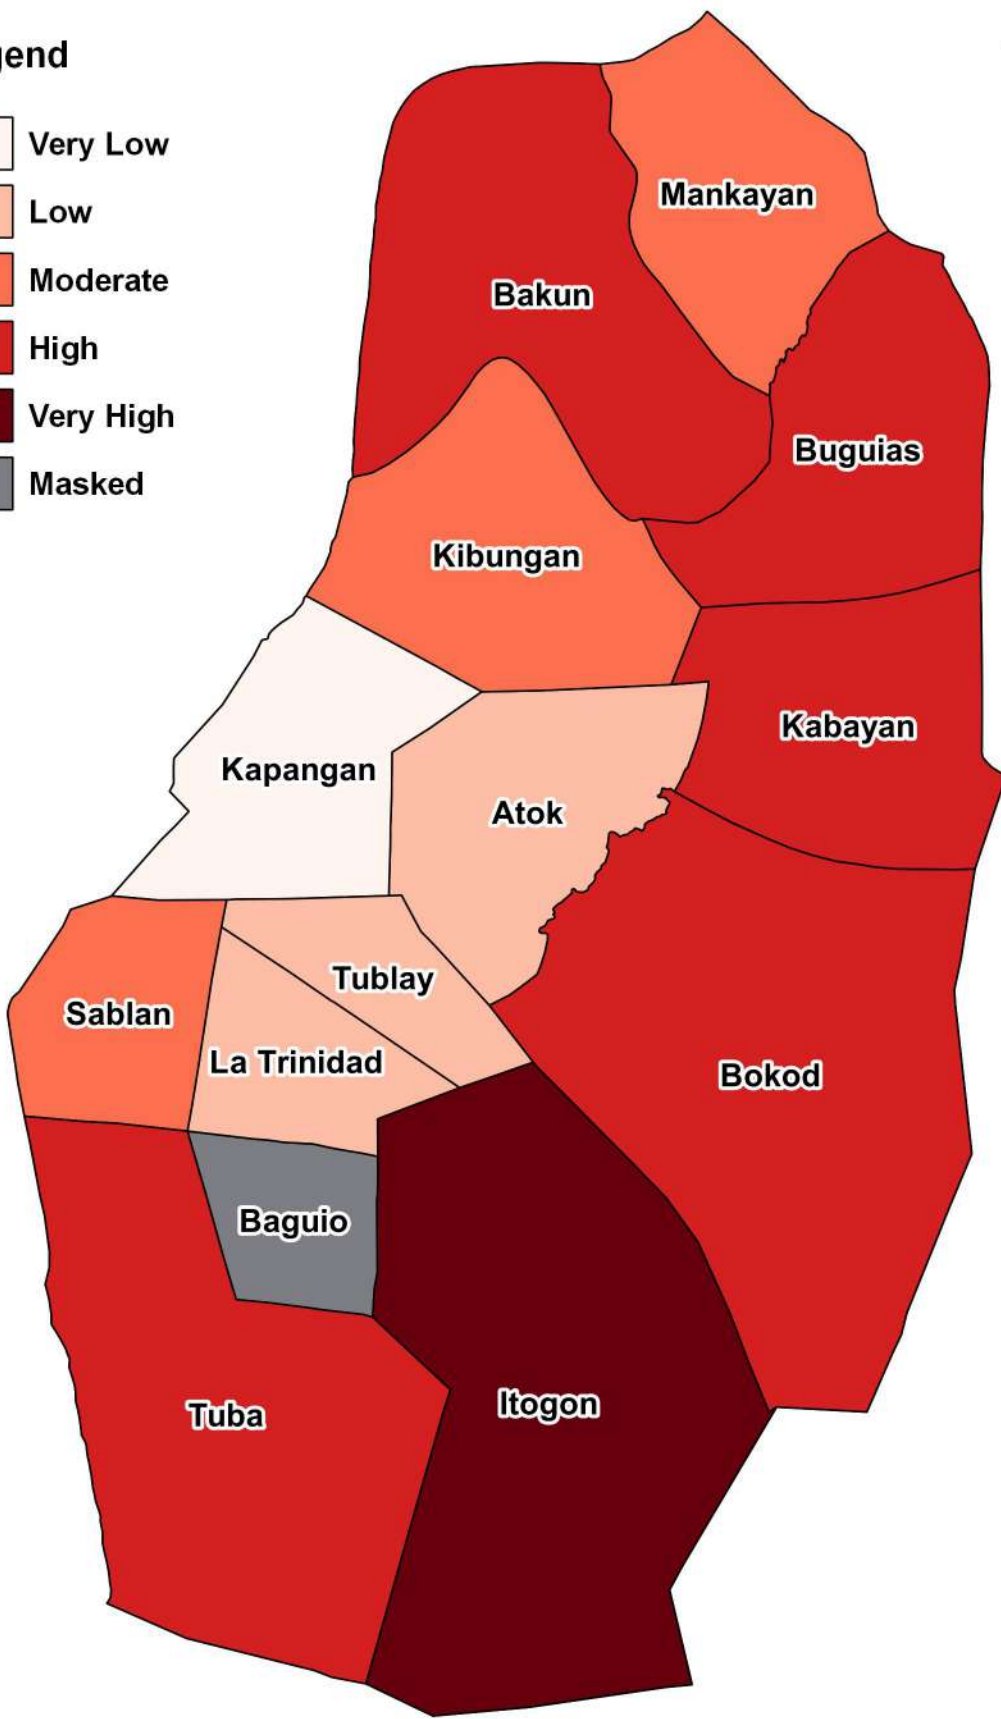 gend
Very Low
Low
Moderate
High
Very High
Masked
Mankayan
Bakun
Buguias
Kibungan
Kabayan
Kapangan
Atok
Tublay
Sablan
La Trinidad
Bokod
Baguio
Itogon
Tuba